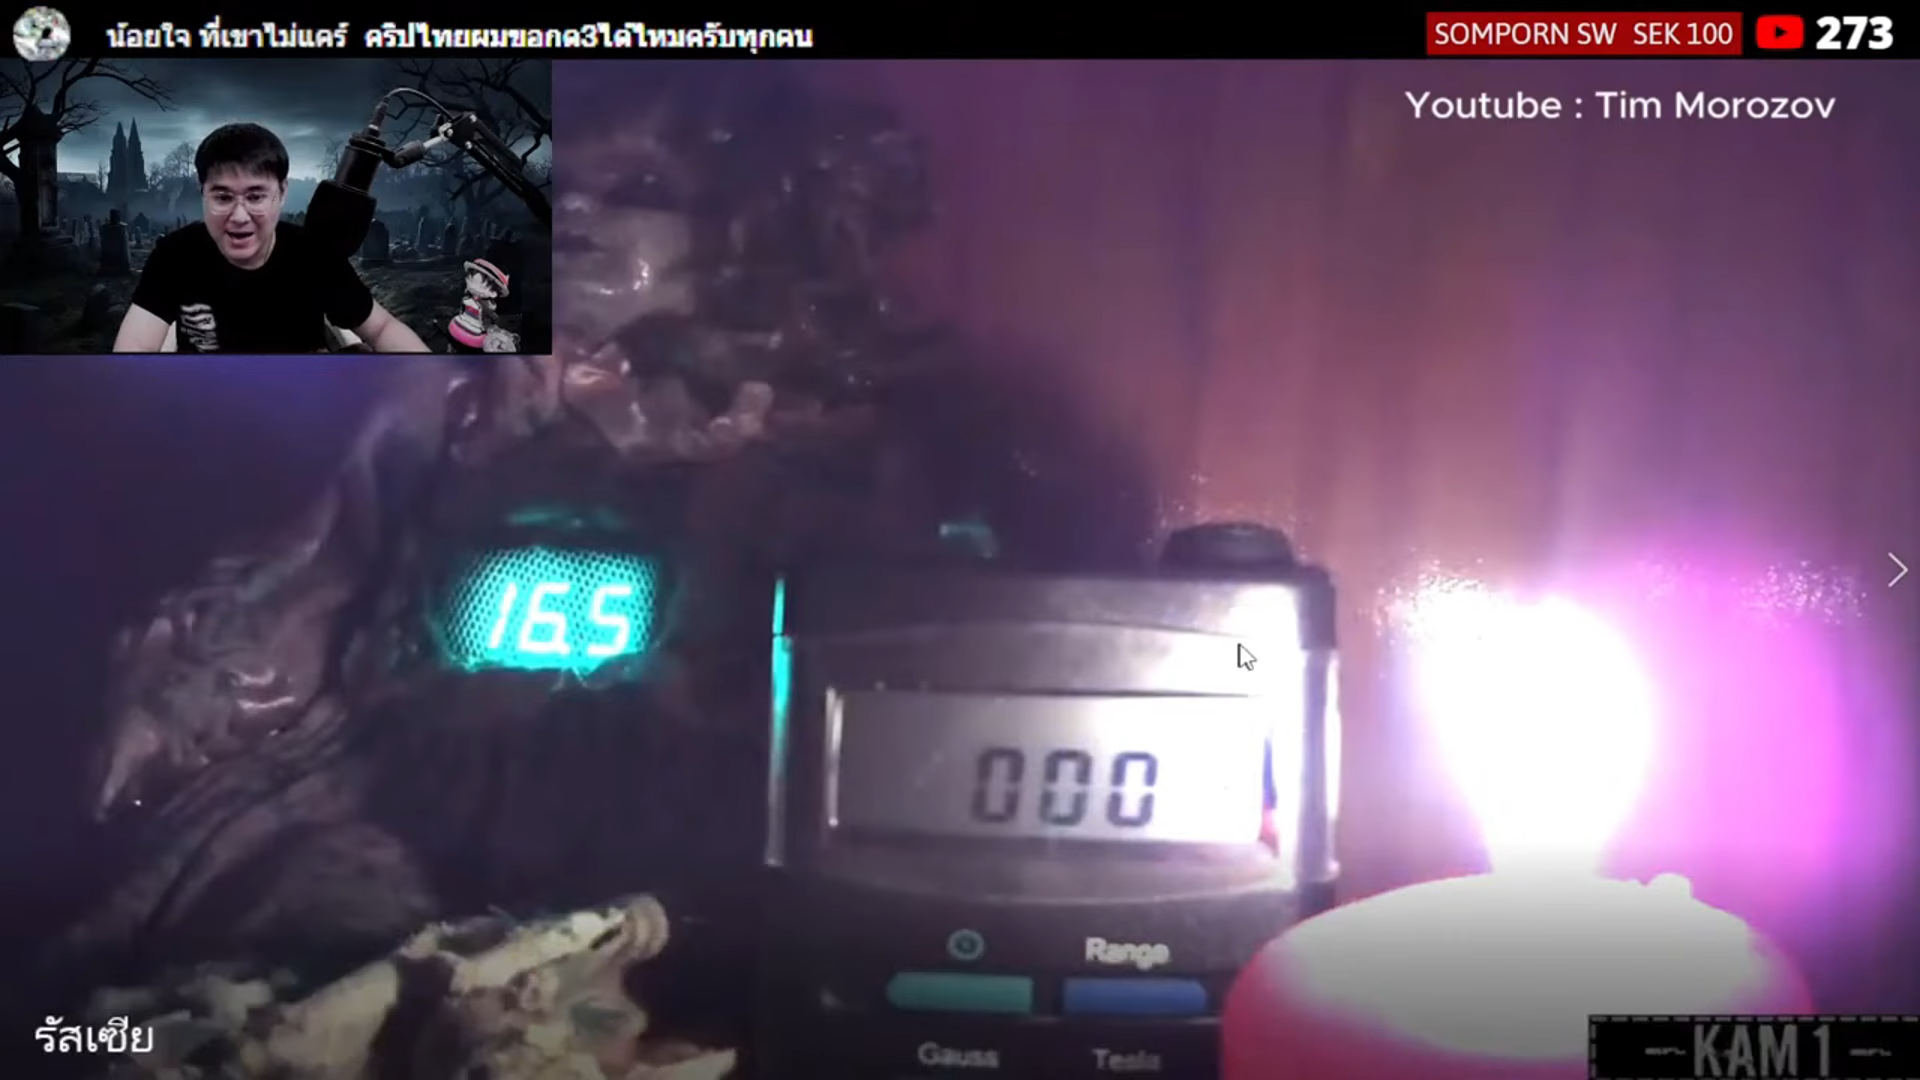 น้อยใจ ที่เขาไม่แคร์ คริปไทยผมขอกด3ได้ไหมครับทุกคน
SOMPORN SW SEK 100
273
Youtube : Tim Morozov
16.5
000
Range
Gauss
Tesla
รัสเซีย
KAM 1